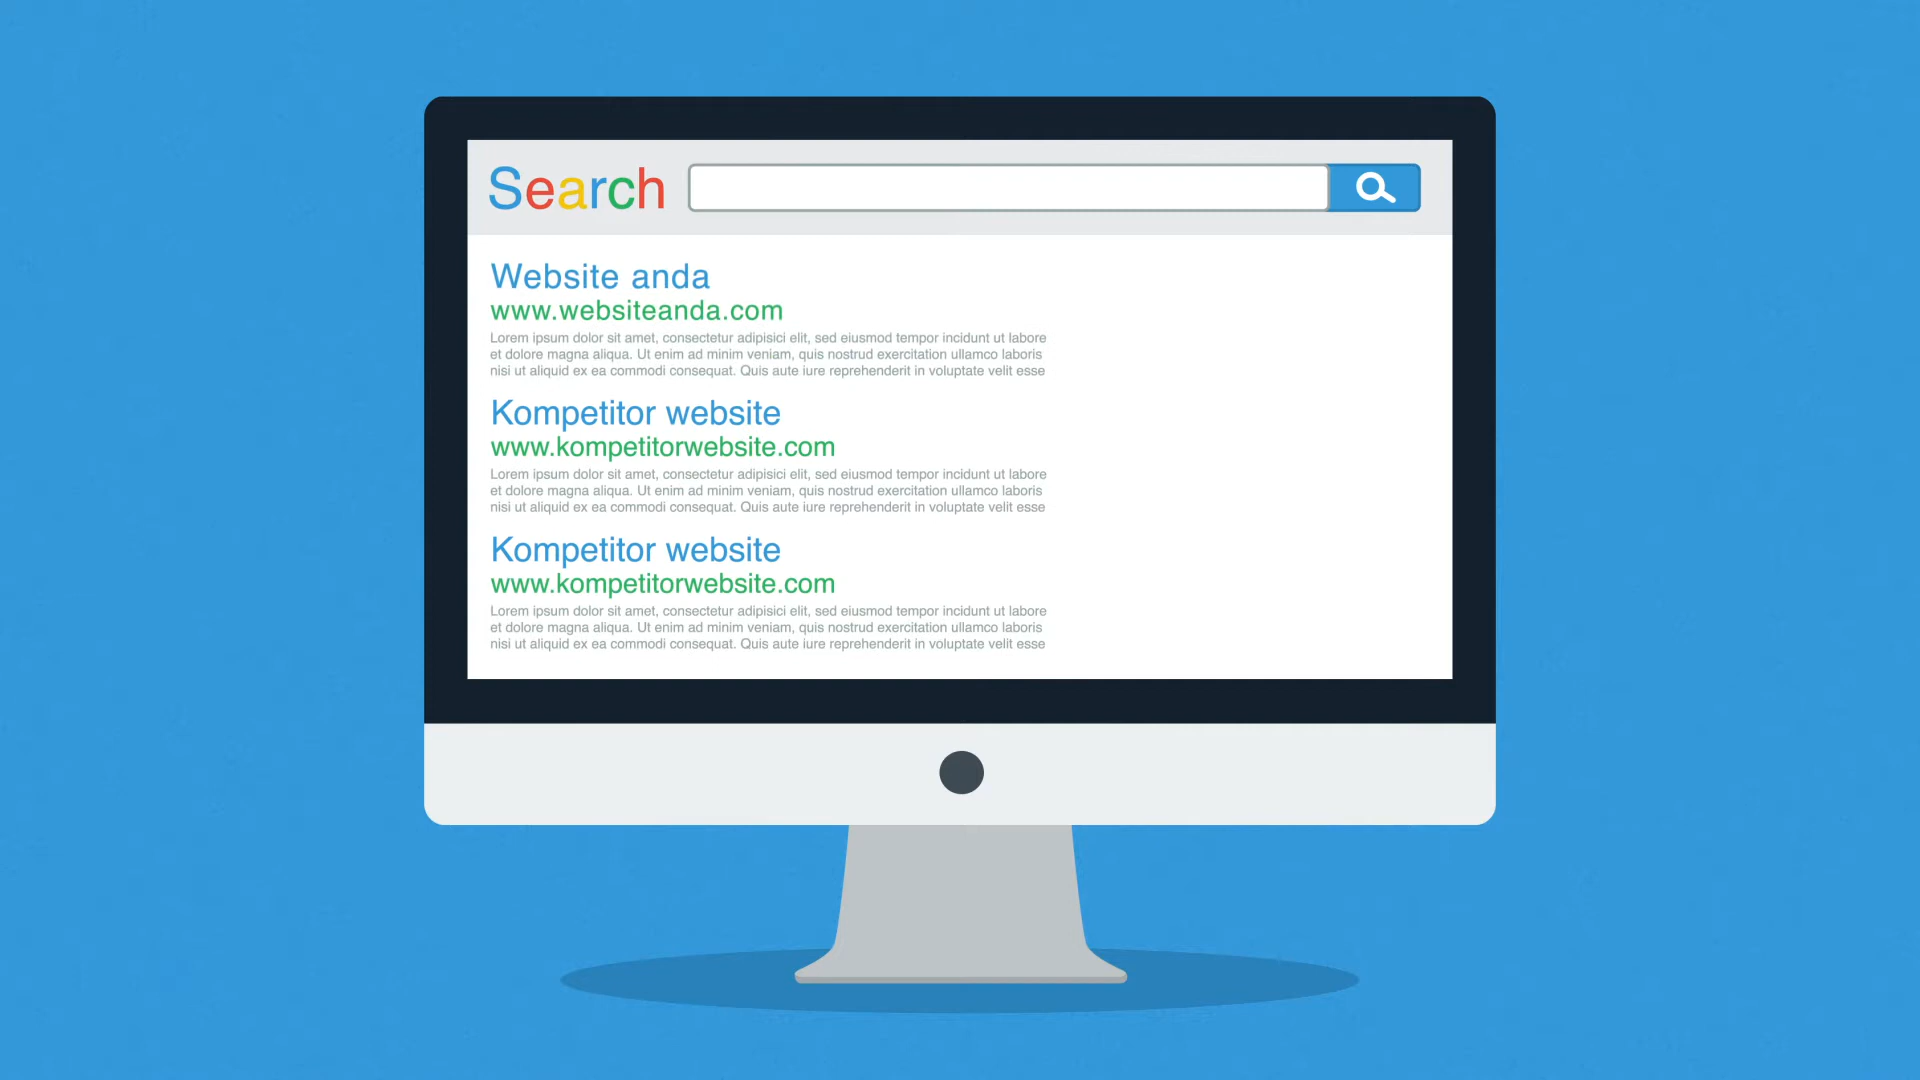 Search
Website anda
www.websiteanda.com
Lorem ipsum dolor sit amet, consectetur adipisici elit, sed eiusmod tempor incidunt ut labore
et dolore magna aliqua. Ut enim ad minim veniam, quis nostrud exercitation ullamco laboris
nisi ut aliquid ex ea commodi consequat. Quis aute iure reprehenderit in voluptate velit esse
Kompetitor website
www.kompetitorwebsite.com
Lorem ipsum dolor sit amet, consectetur adipisici elit, sed eiusmod tempor incidunt ut labore
et dolore magna aliqua. Ut enim ad minim veniam, quis nostrud exercitation ullamco laboris
nisi ut aliquid ex ea commodi consequat. Quis aute iure reprehenderit in voluptate velit esse
Kompetitor website
www.kompetitorwebsite.com
Lorem ipsum dolor sit amet, consectetur adipisici elit, sed eiusmod tempor incidunt ut labore
et dolore magna aliqua. Ut enim ad minim veniam, quis nostrud exercitation ullamco laboris
nisi ut aliquid ex ea commodi consequat. Quis aute iure reprehenderit in voluptate velit esse